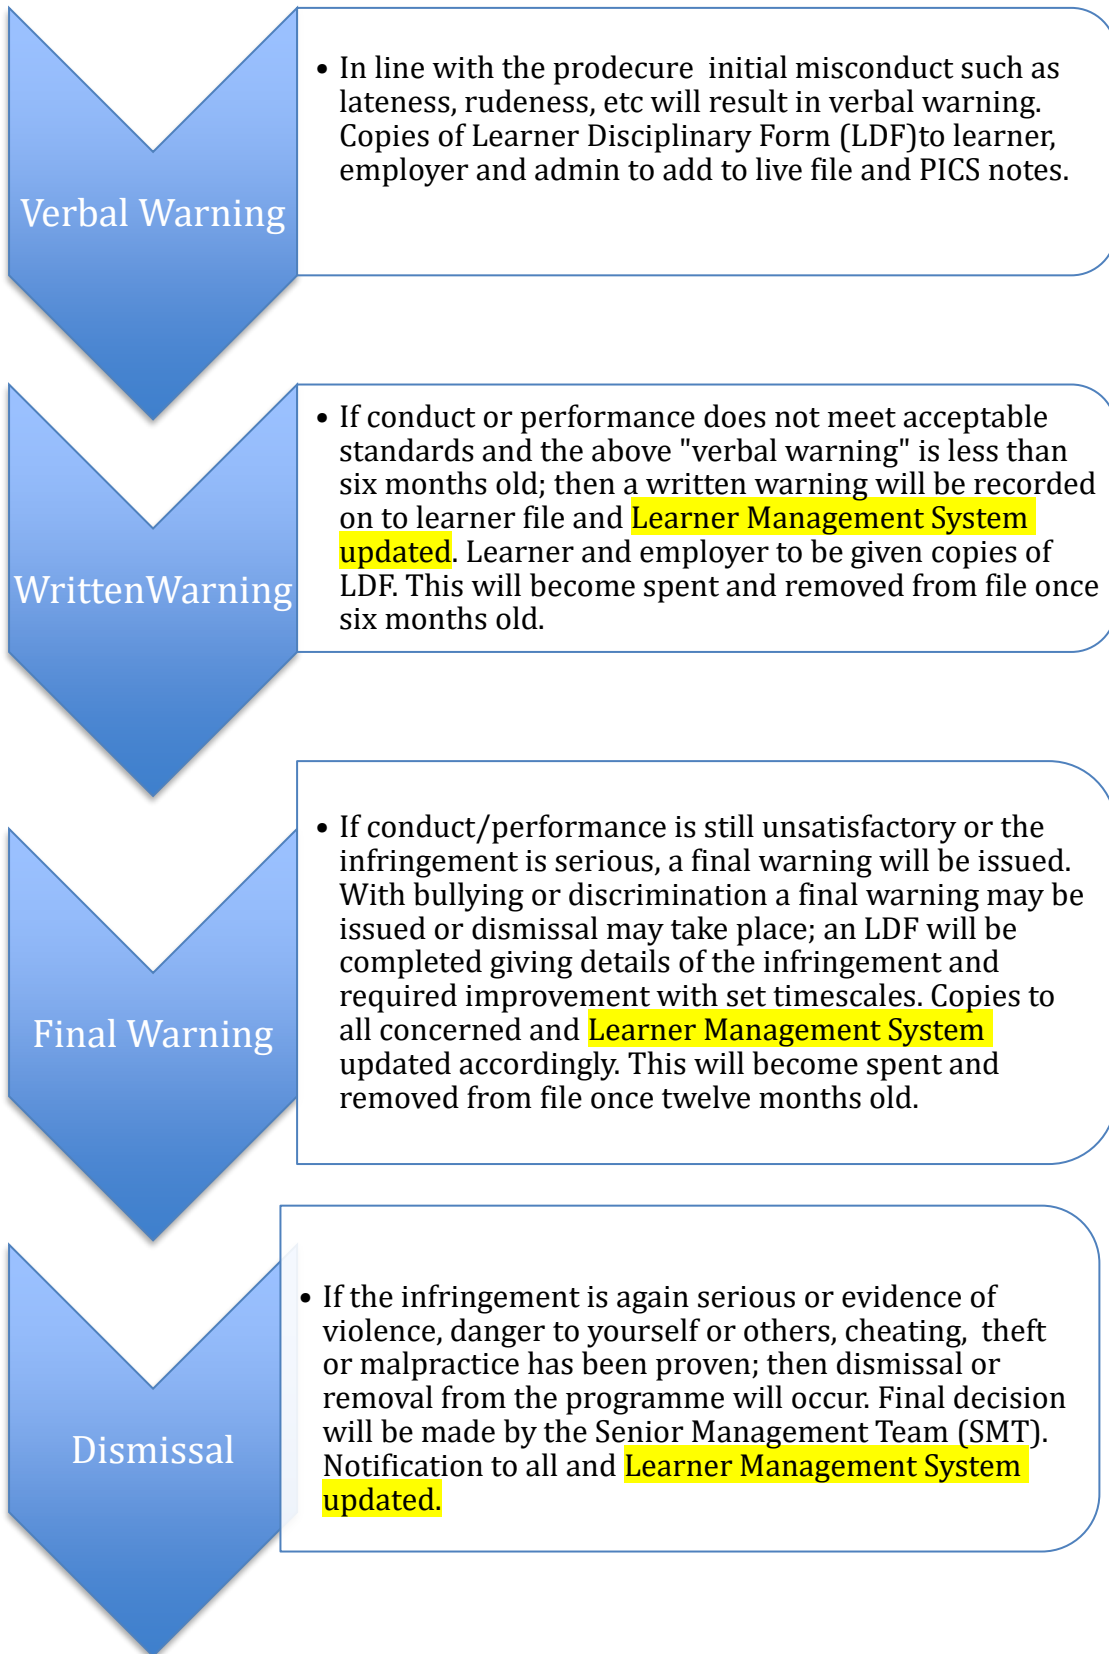 Verbal Warning
• In line with the prodecure  initial misconduct such as
lateness, rudeness, etc will result in verbal warning.
Copies of Learner Disciplinary Form (LDF)to learner,
employer and admin to add to live file and PICS notes.
WrittenWarning
• If conduct or performance does not meet acceptable
standards and the above "verbal warning" is less than
six months old; then a written warning will be recorded
on to learner file and Learner Management System
updated. Learner and employer to be given copies of
LDF. This will become spent and removed from file once
six months old.
Final Warning
• If conduct/performance is still unsatisfactory or the
infringement is serious, a final warning will be issued.
With bullying or discrimination a final warning may be
issued or dismissal may take place; an LDF will be
completed giving details of the infringement and
required improvement with set timescales. Copies to
all concerned and Learner Management System
updated accordingly. This will become spent and
removed from file once twelve months old.
Dismissal
• If the infringement is again serious or evidence of
violence, danger to yourself or others, cheating,  theft
or malpractice has been proven; then dismissal or
removal from the programme will occur. Final decision
will be made by the Senior Management Team (SMT).
Notification to all and Learner Management System
updated.